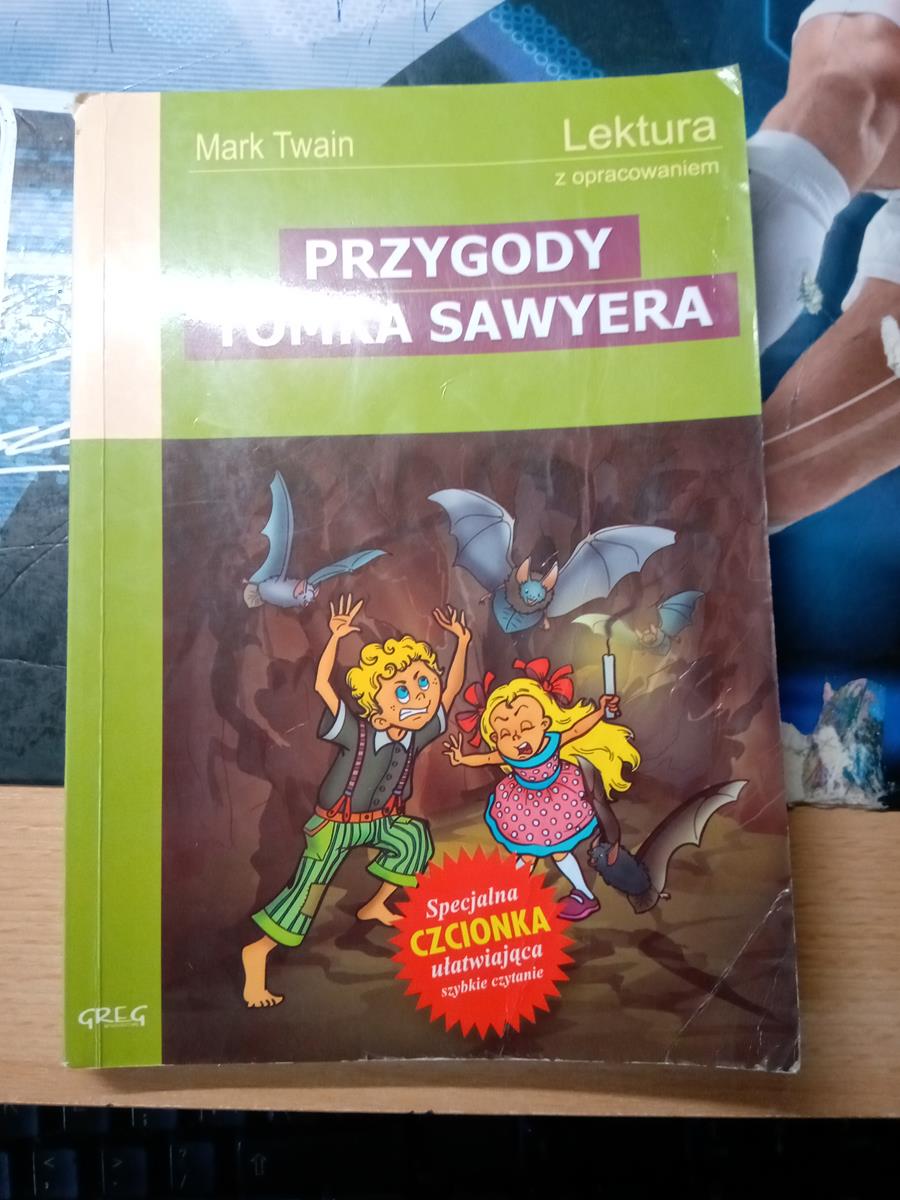 Mark Twain
Lektura
z opracowaniem
PRZYGODY
TOMKA SAWYERA
Specjalna
CZCIONKA
ułatwiająca
szybkie czytanie
GREG